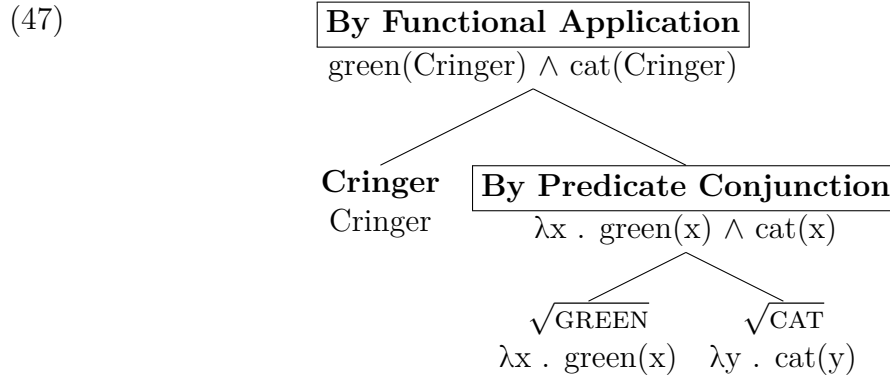 (47)
By Functional Application
green(Cringer) ∧ cat(Cringer)
Cringer
By Predicate Conjunction
Cringer
λx . green(x) ∧ cat(x)
√GREEN
√CAT
λx . green(x)
λy . cat(y)